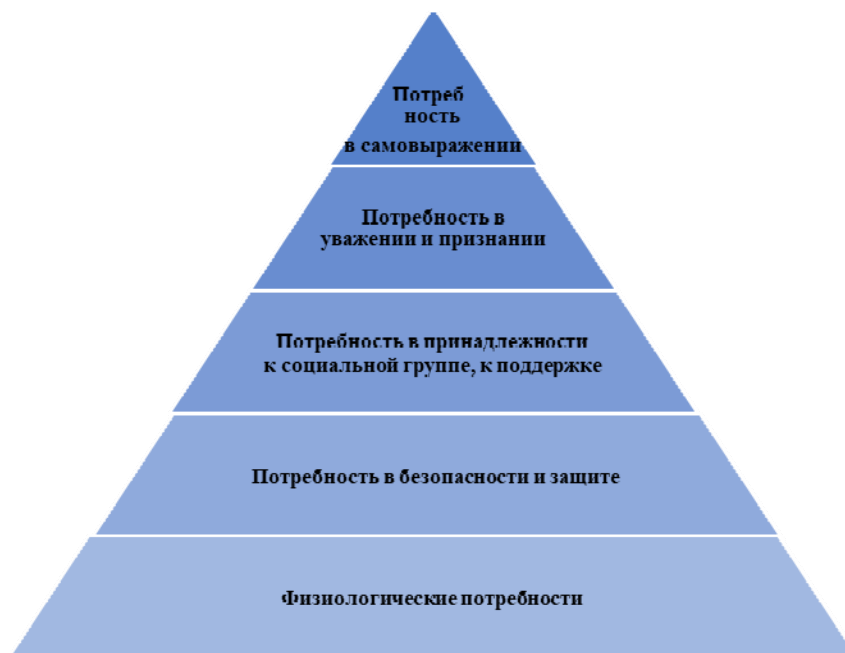 Потреб
ность
в самовыражении
Потребность в
уважении и признании
Потребность в принадлежности
к социальной группе, к поддержке
Потребность в безопасности и защите
Физиологические потребности